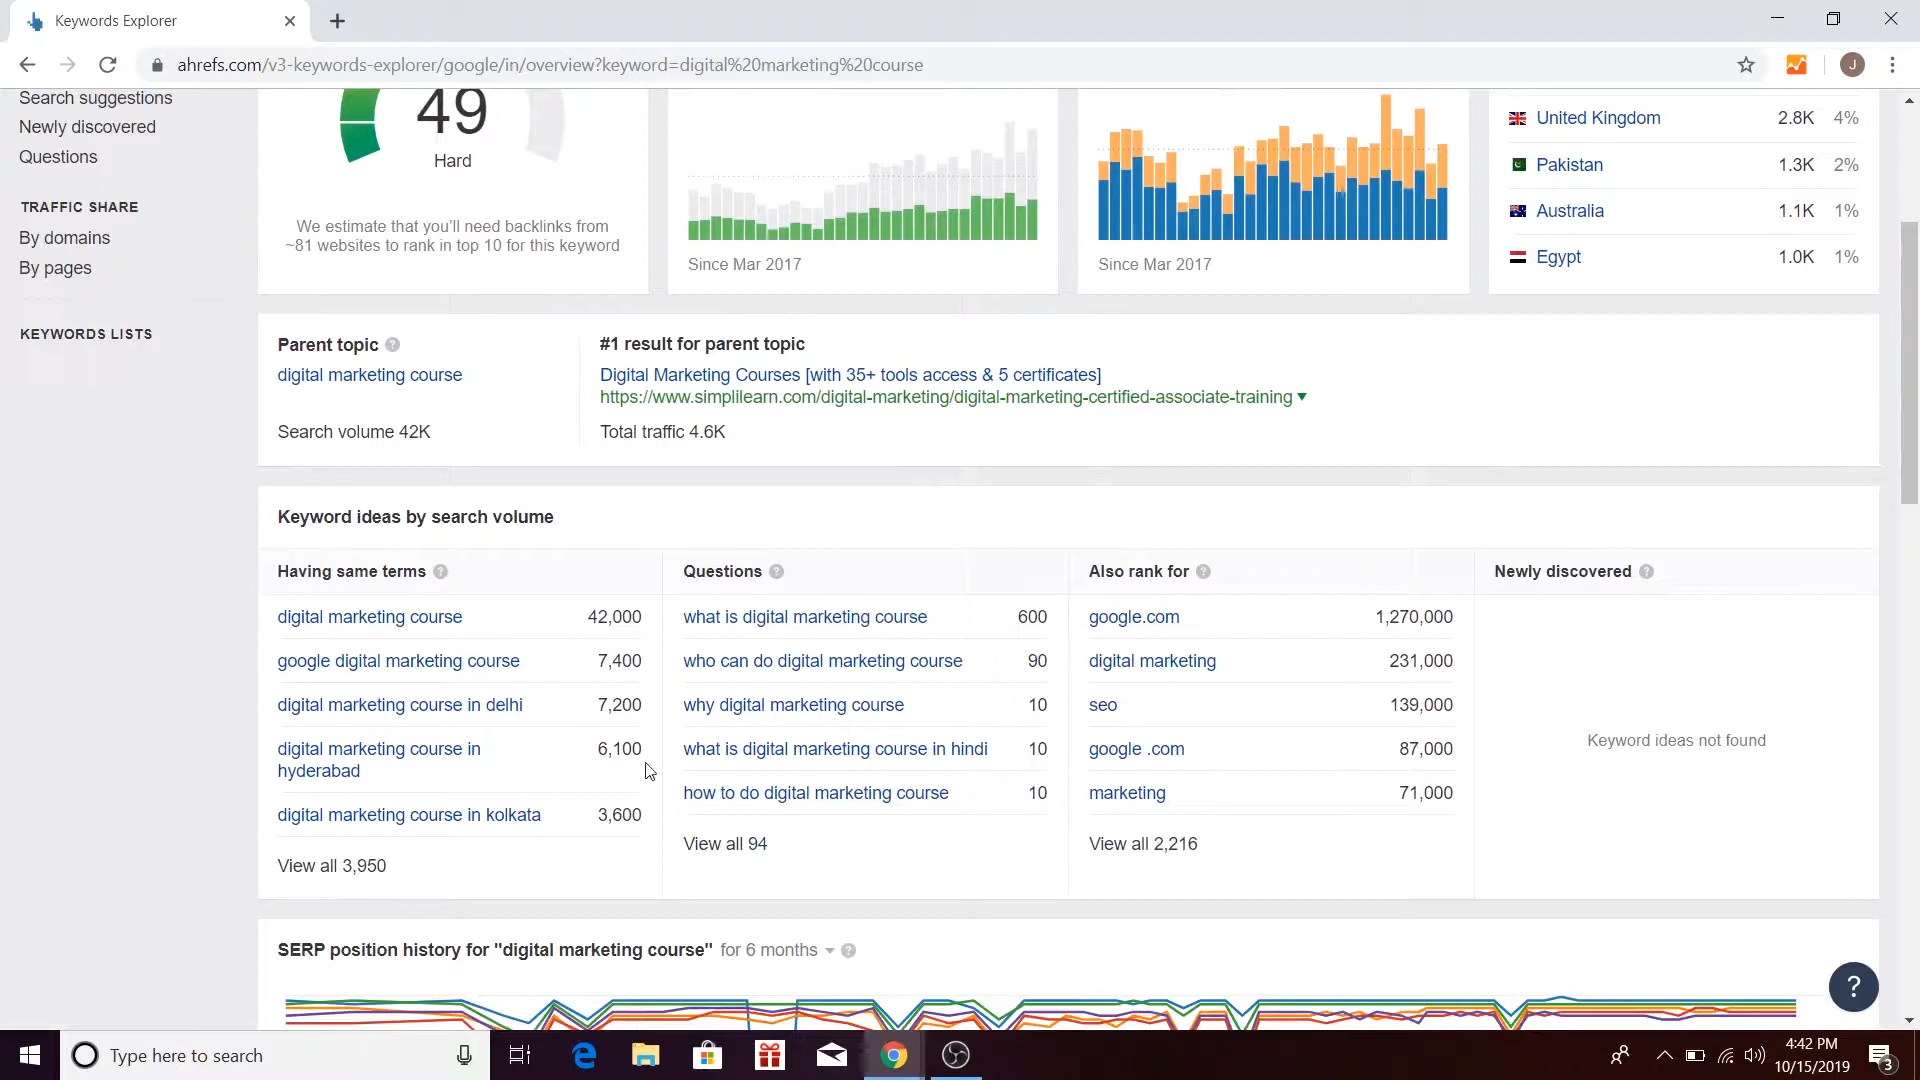 Keywords Explorer
ahrefs.com/v3-keywords-explorer/google/in/overview?keyword=digital%20marketing%20course
J
Search suggestions
Newly discovered
Questions
TRAFFIC SHARE
By domains
By pages
KEYWORDS LISTS
49
Hard
We estimate that you'll need backlinks from
~81 websites to rank in top 10 for this keyword
Since Mar 2017
Since Mar 2017
United Kingdom 2.8K 4%
Pakistan 1.3K 2%
Australia 1.1K 1%
Egypt 1.0K 1%
Parent topic ?
digital marketing course
Search volume 42K
#1 result for parent topic
Digital Marketing Courses [with 35+ tools access & 5 certificates]
https://www.simplilearn.com/digital-marketing/digital-marketing-certified-associate-training
Total traffic 4.6K
Keyword ideas by search volume
Having same terms ?
digital marketing course 42,000
google digital marketing course 7,400
digital marketing course in delhi 7,200
digital marketing course in 6,100
hyderabad
digital marketing course in kolkata 3,600
View all 3,950
Questions ?
what is digital marketing course 600
who can do digital marketing course 90
why digital marketing course 10
what is digital marketing course in hindi 10
how to do digital marketing course 10
View all 94
Also rank for ?
google.com 1,270,000
digital marketing 231,000
seo 139,000
google .com 87,000
marketing 71,000
View all 2,216
Newly discovered ?
Keyword ideas not found
SERP position history for "digital marketing course" for 6 months ?
?
Type here to search
4:42 PM
10/15/2019
3